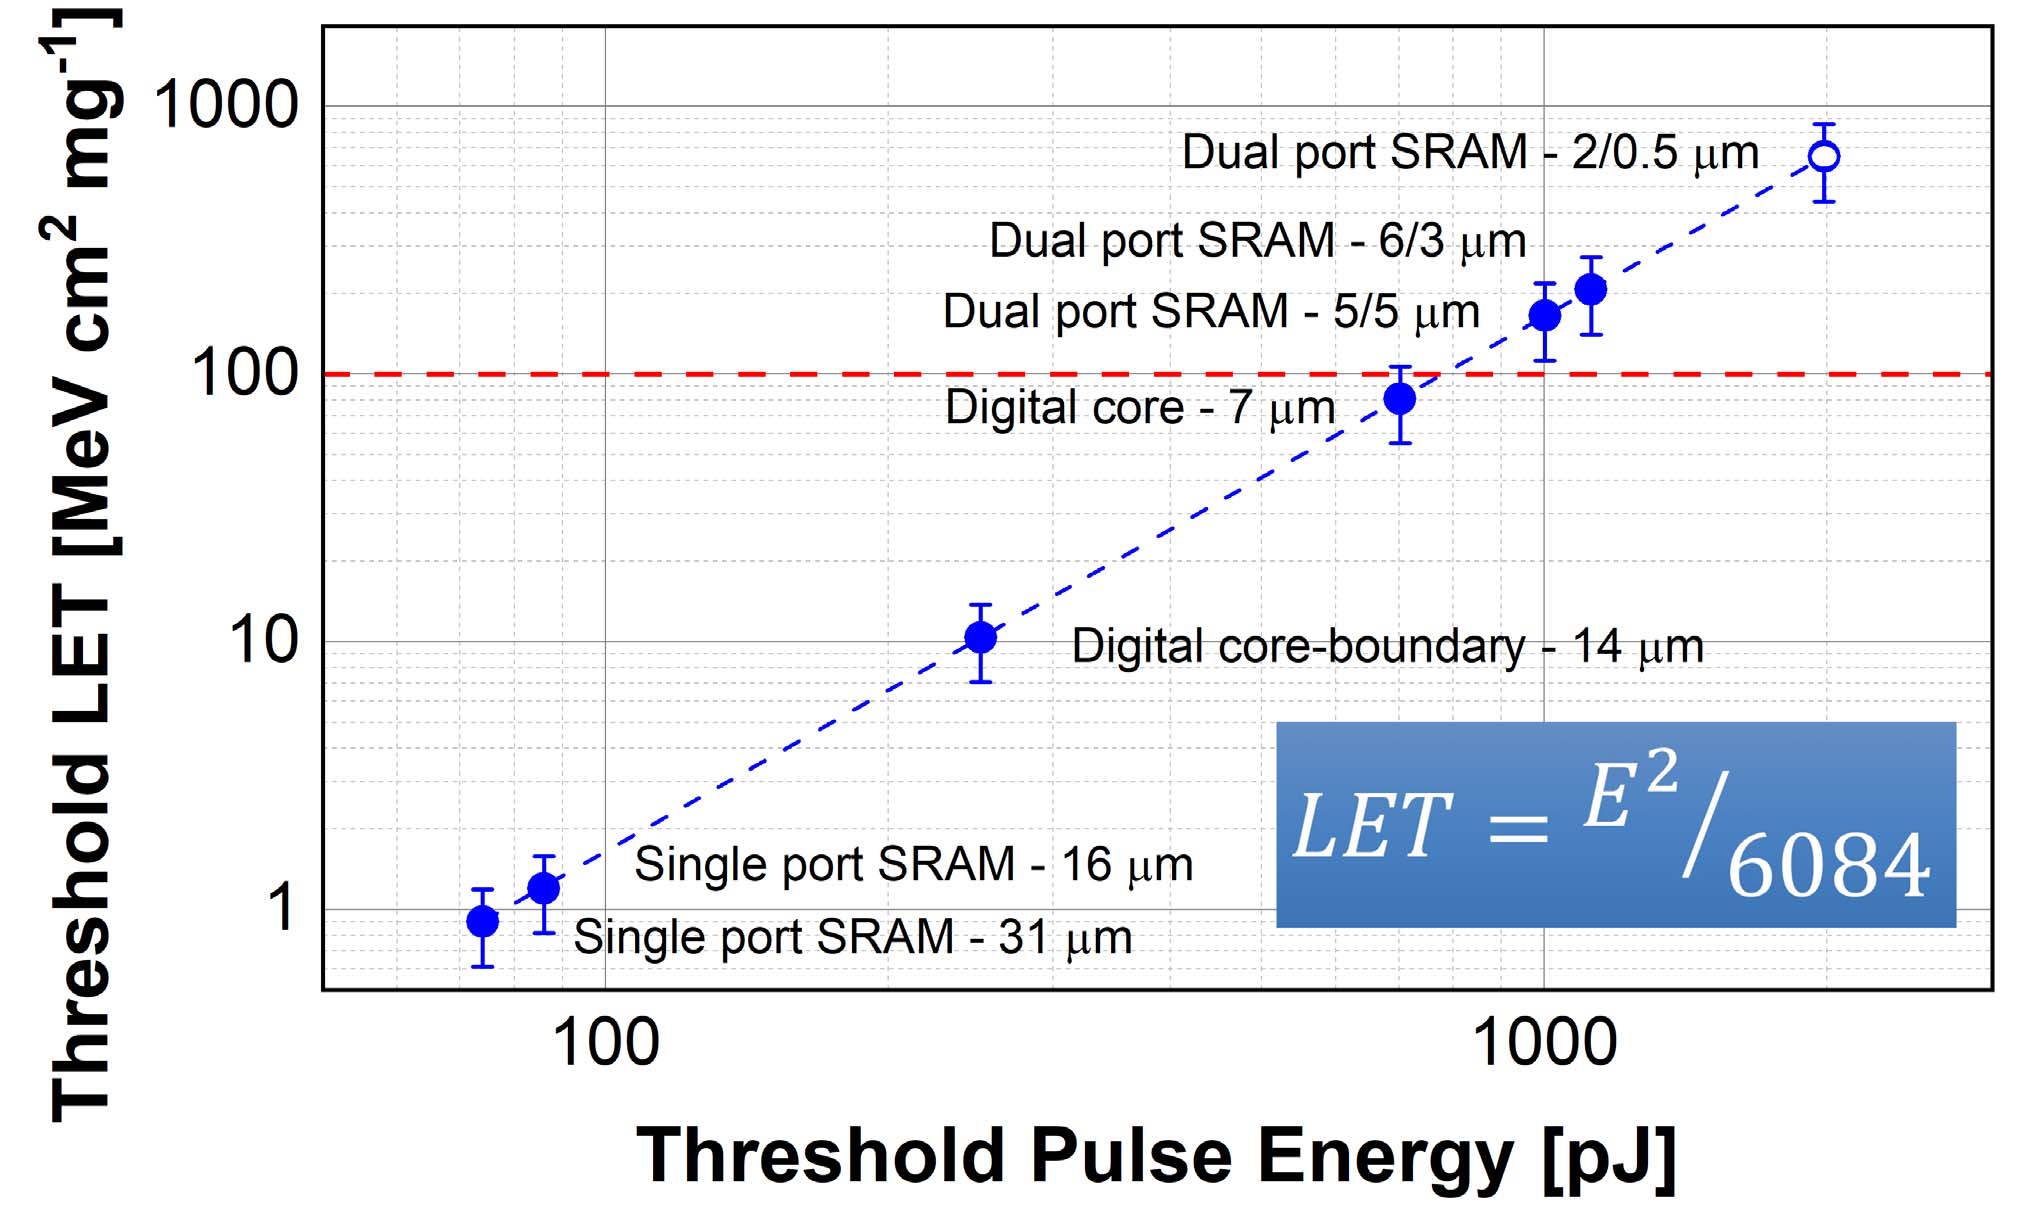 Threshold LET [MeV cm² mg⁻¹]
1000
100
10
1
Dual port SRAM - 2/0.5 μm
Dual port SRAM - 6/3 μm
Dual port SRAM - 5/5 μm
Digital core - 7 μm
Digital core-boundary - 14 μm
LET = E²/6084
Single port SRAM - 16 μm
Single port SRAM - 31 μm
100
1000
Threshold Pulse Energy [pJ]